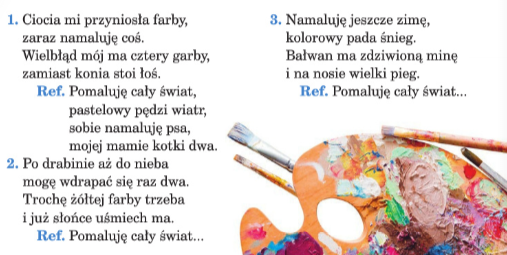 1. Ciocia mi przyniosła farby,
zaraz namaluję coś.
Wielbłąd mój ma cztery garby,
zamiast konia stoi łoś.
Ref. Pomaluję cały świat,
pastelowy pędzi wiatr,
sobie namaluję psa,
mojej mamie kotki dwa.
2. Po drabinie aż do nieba
mogę wdrapać się raz dwa.
Trochę żółtej farby trzeba
i już słońce uśmiech ma.
Ref. Pomaluję cały świat...
3. Namaluję jeszcze zimę,
kolorowy pada śnieg.
Bałwan ma zdziwioną minę
i na nosie wielki pieg.
Ref. Pomaluję cały świat...